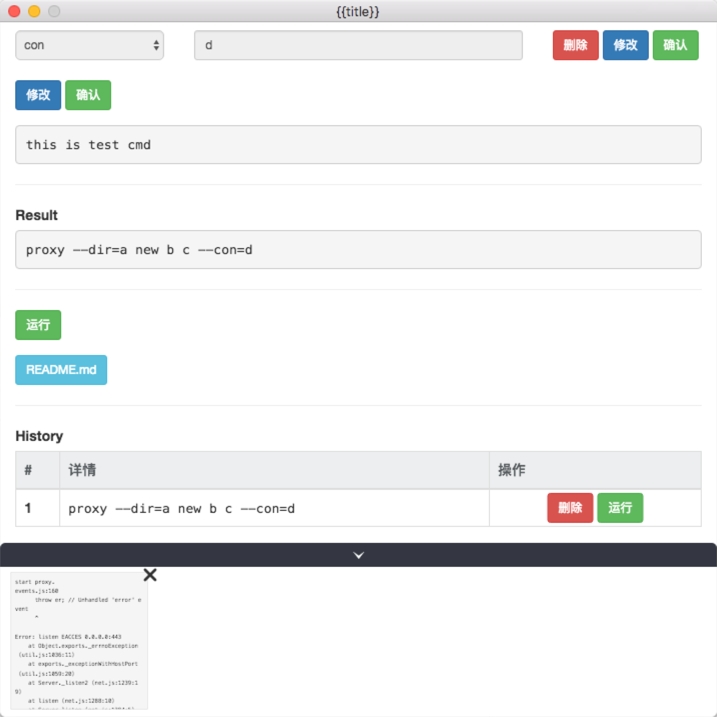 {{title}}
con d 删除 修改 确认
修改 确认
this is test cmd
Result
proxy --dir=a new b c --con=d
运行
README.md
History
# 详情 操作
1 proxy --dir=a new b c --con=d 删除 运行
start proxy.
events.js:160
throw er; // Unhandled 'error' e
vent
^
Error: listen EACCES 0.0.0.0:443
at Object.exports._errnoException
(util.js:1036:11)
at exports._exceptionWithHostPort
(util.js:1059:20)
at Server._listen2 (net.js:1239:1
9)
at listen (net.js:1288:10)